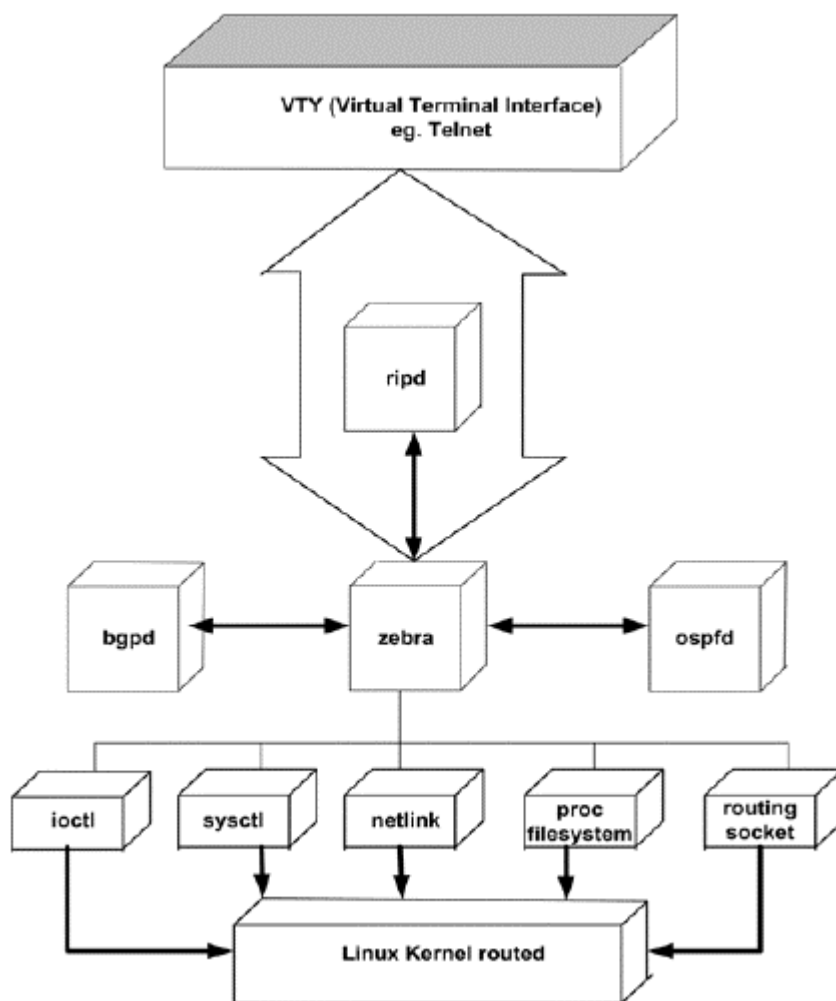 VTY (Virtual Terminal Interface)
eg. Telnet
ripd
bgpd
zebra
ospfd
ioctl
sysctl
netlink
proc
filesystem
routing
socket
Linux Kernel routed